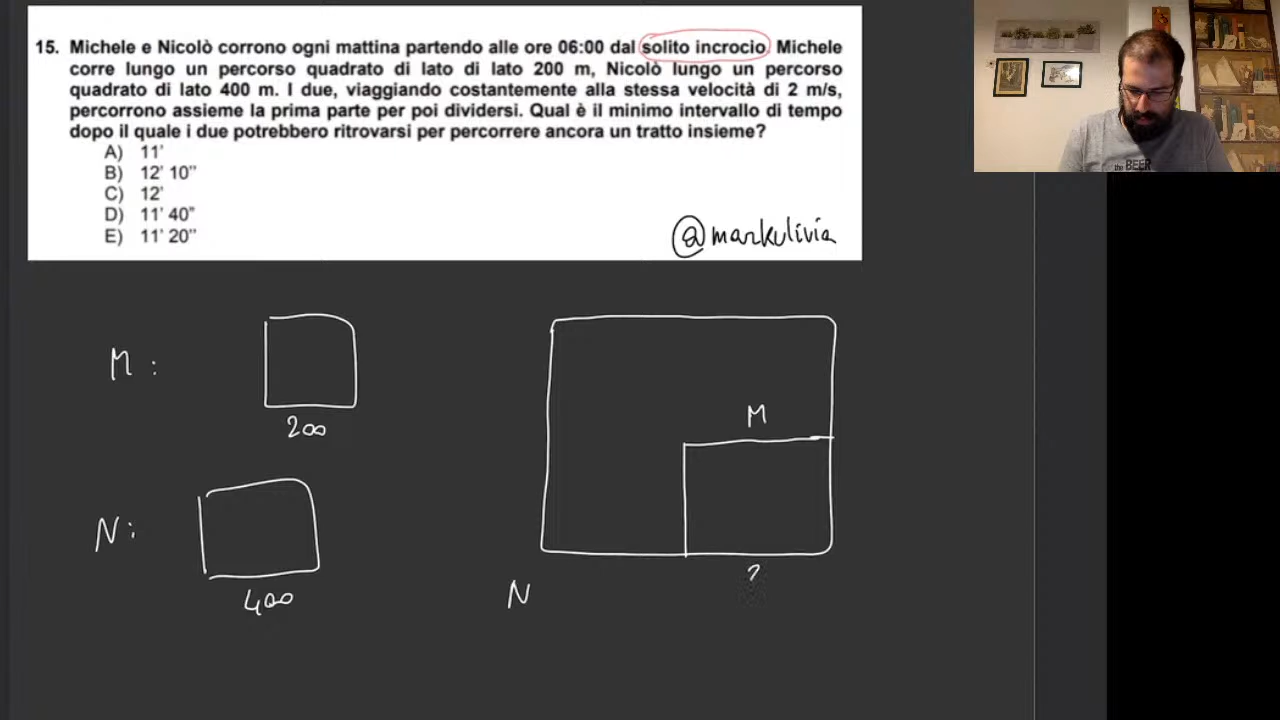 15. Michele e Nicolò corrono ogni mattina partendo alle ore 06:00 dal solito incrocio Michele
corre lungo un percorso quadrato di lato di lato 200 m, Nicolò lungo un percorso
quadrato di lato 400 m. I due, viaggiando costantemente alla stessa velocità di 2 m/s,
percorrono assieme la prima parte per poi dividersi. Qual è il minimo intervallo di tempo
dopo il quale i due potrebbero ritrovarsi per percorrere ancora un tratto insieme?
A) 11'
B) 12' 10"
C) 12'
D) 11' 40"
E) 11' 20"
@markulivia
M:
200
N:
400
M
N
the BEER